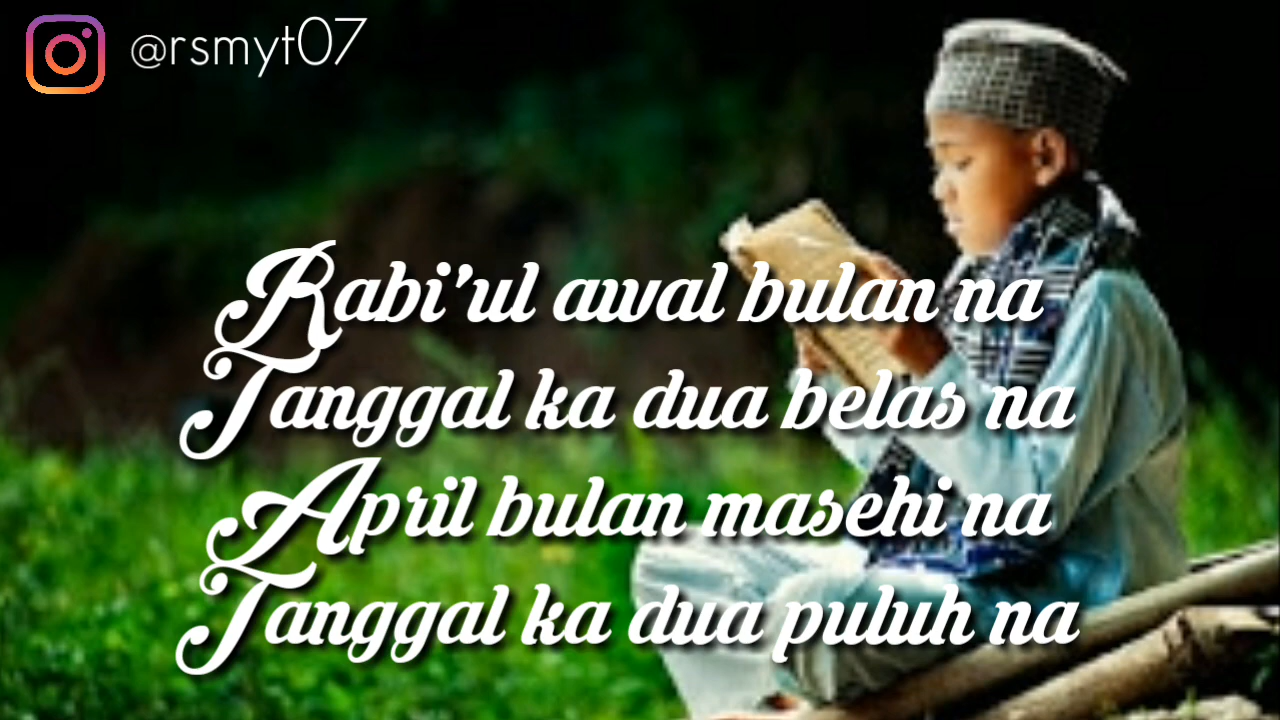 @rsmyt07
Rabi'ul awal bulan na
Tanggal ka dua belas na
April bulan masehi na
Tanggal ka dua puluh na